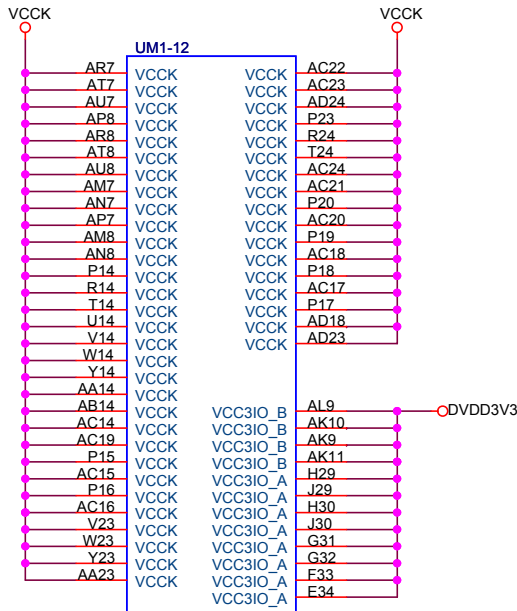 VCCK VCCK
UM1-12
AR7 VCCK VCCK AC22
AT7 VCCK VCCK AC23
AU7 VCCK VCCK AD24
AP8 VCCK VCCK P23
AR8 VCCK VCCK R24
AT8 VCCK VCCK T24
AU8 VCCK VCCK AC24
AM7 VCCK VCCK AC21
AN7 VCCK VCCK P20
AP7 VCCK VCCK AC20
AM8 VCCK VCCK P19
AN8 VCCK VCCK AC18
P14 VCCK VCCK P18
R14 VCCK VCCK AC17
T14 VCCK VCCK P17
U14 VCCK VCCK AD18
V14 VCCK VCCK AD23
W14 VCCK
Y14 VCCK
AA14 VCCK
AB14 VCCK VCC3IO_B AL9 DVDD3V3
AC14 VCCK VCC3IO_B AK10
AC19 VCCK VCC3IO_B AK9
P15 VCCK VCC3IO_B AK11
AC15 VCCK VCC3IO_A H29
P16 VCCK VCC3IO_A J29
AC16 VCCK VCC3IO_A H30
V23 VCCK VCC3IO_A J30
W23 VCCK VCC3IO_A G31
Y23 VCCK VCC3IO_A G32
AA23 VCCK VCC3IO_A F33
VCC3IO_A E34